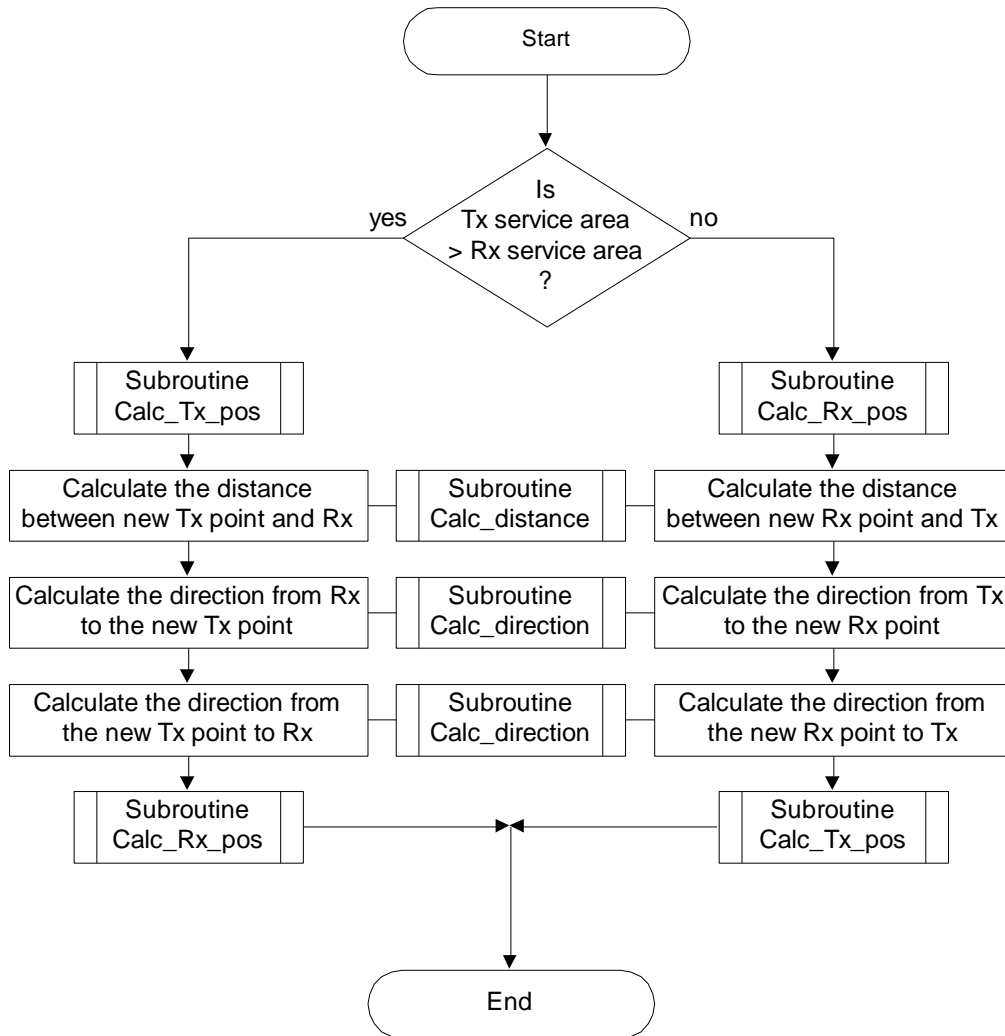 Start
Is
Tx service area
> Rx service area
?
yes
no
Subroutine
Calc_Tx_pos
Subroutine
Calc_Rx_pos
Calculate the distance
between new Tx point and Rx
Subroutine
Calc_distance
Calculate the distance
between new Rx point and Tx
Calculate the direction from Rx
to the new Tx point
Subroutine
Calc_direction
Calculate the direction from Tx
to the new Rx point
Calculate the direction from
the new Tx point to Rx
Subroutine
Calc_direction
Calculate the direction from
the new Rx point to Tx
Subroutine
Calc_Rx_pos
Subroutine
Calc_Tx_pos
End